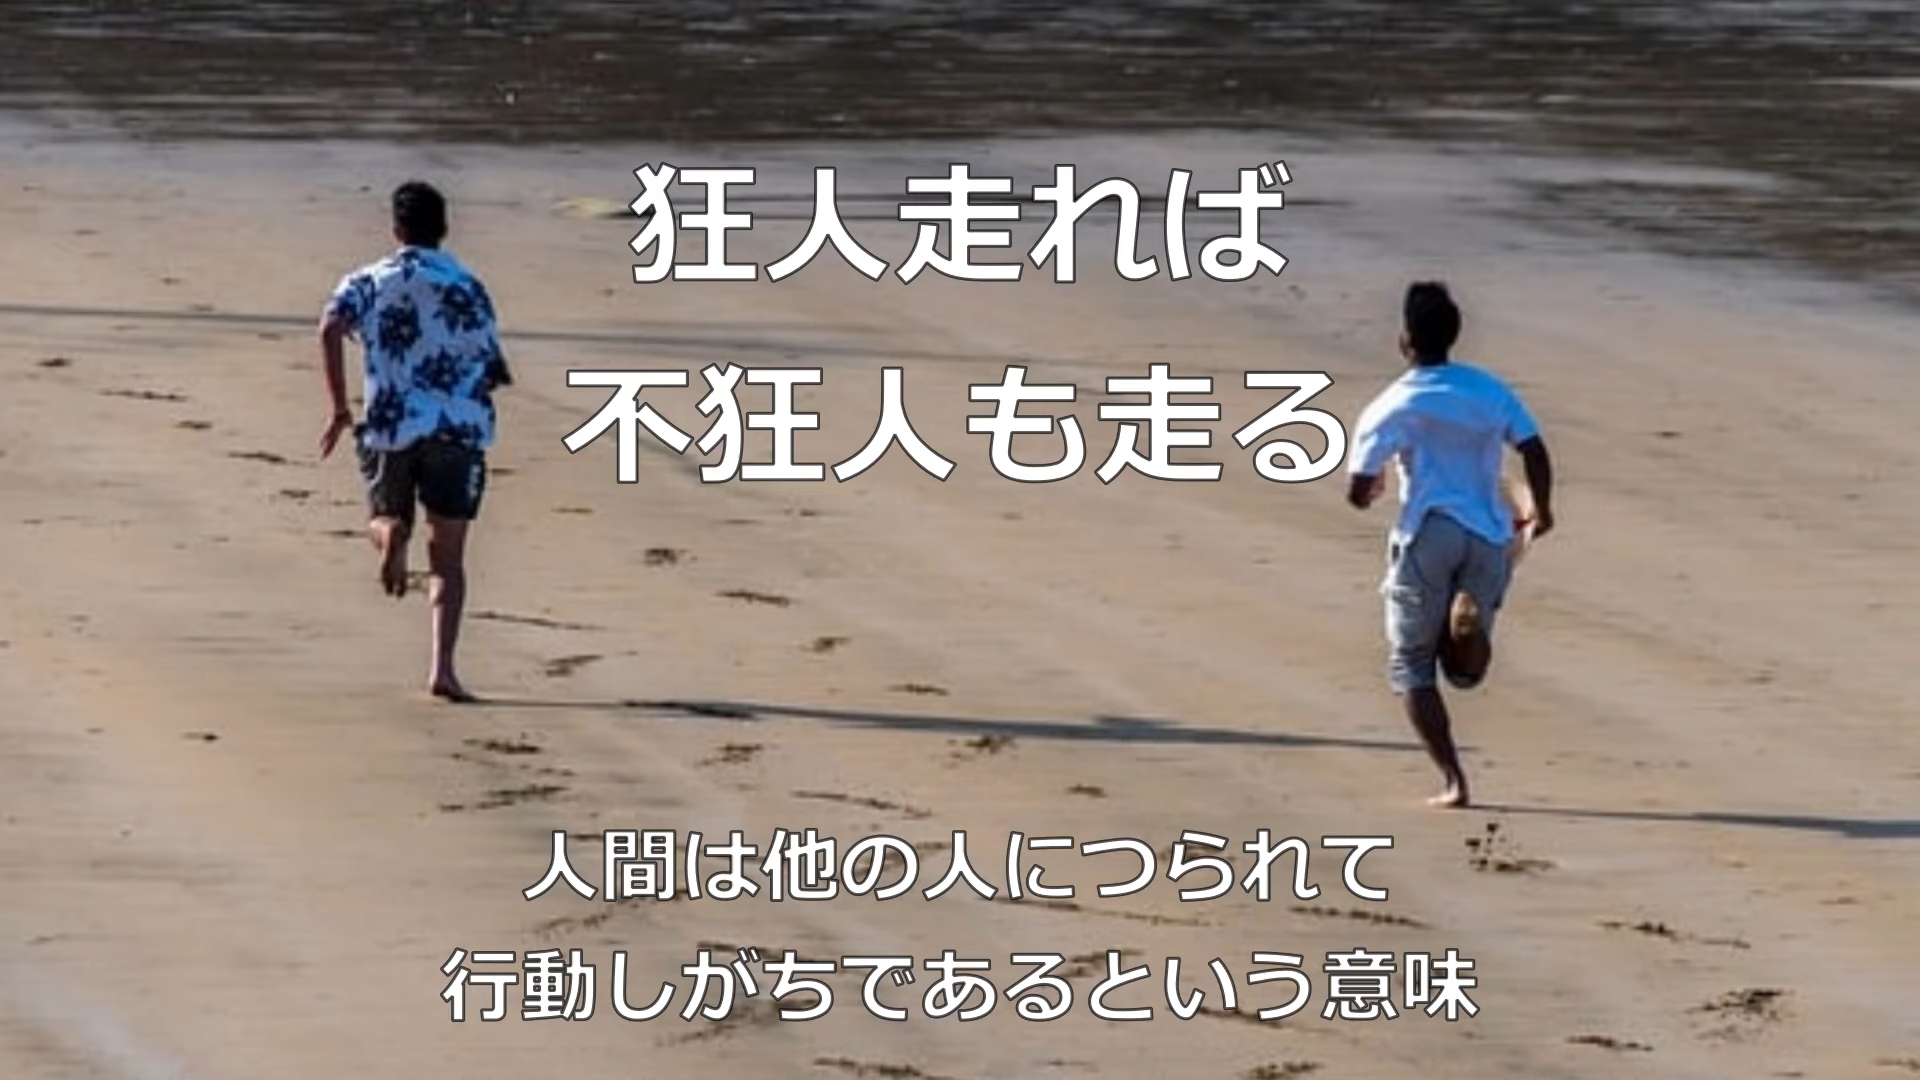 狂人走れば
不狂人も走る
人間は他の人につられて
行動しがちであるという意味